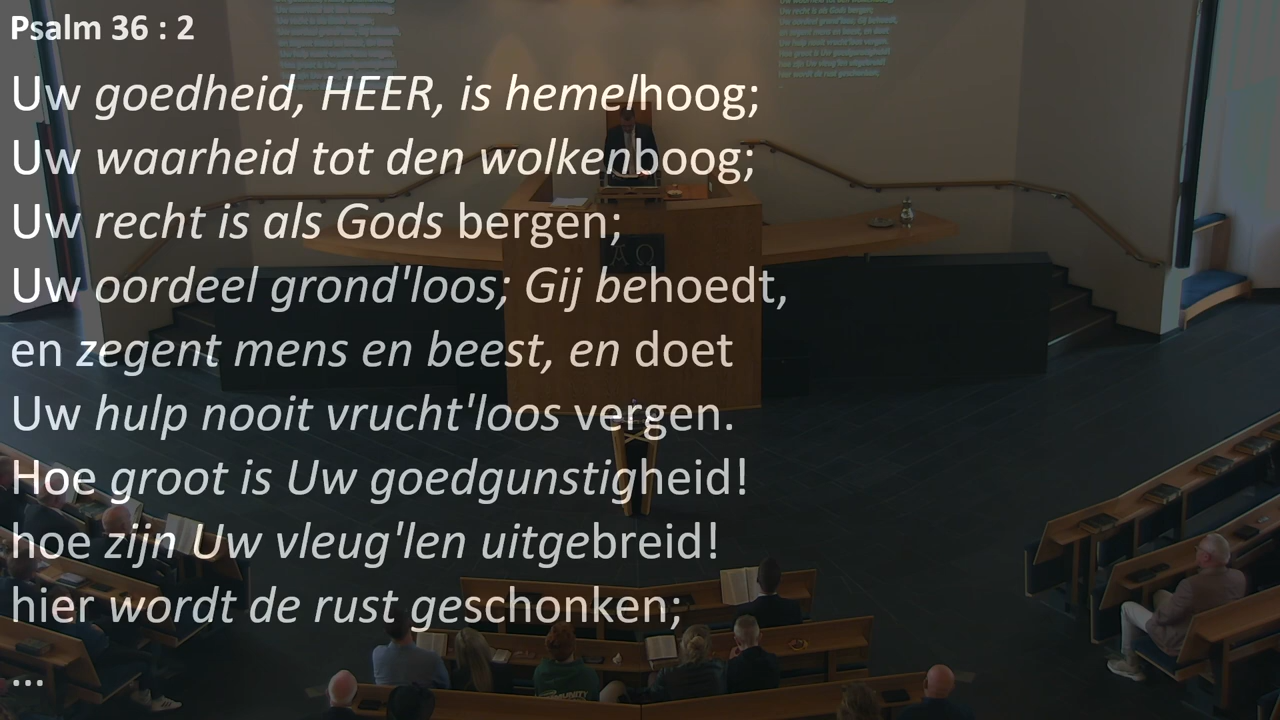 Psalm 36 : 2
Uw goedheid, HEER, is hemelhoog;
Uw waarheid tot den wolkenboog;
Uw recht is als Gods bergen;
Uw oordeel grond'loos; Gij behoedt,
en zegent mens en beest, en doet
Uw hulp nooit vrucht'loos vergen.
Hoe groot is Uw goedgunstigheid!
hoe zijn Uw vleug'len uitgebreid!
hier wordt de rust geschonken;
...
ΑΩ